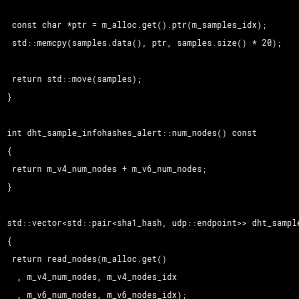 const char *ptr = m_alloc.get().ptr(m_samples_idx);
std::memcpy(samples.data(), ptr, samples.size() * 20);
return std::move(samples);
}
int dht_sample_infohashes_alert::num_nodes() const
{
return m_v4_num_nodes + m_v6_num_nodes;
}
std::vector<std::pair<sha1_hash, udp::endpoint>> dht_sample
{
return read_nodes(m_alloc.get()
, m_v4_num_nodes, m_v4_nodes_idx
, m_v6_num_nodes, m_v6_nodes_idx);